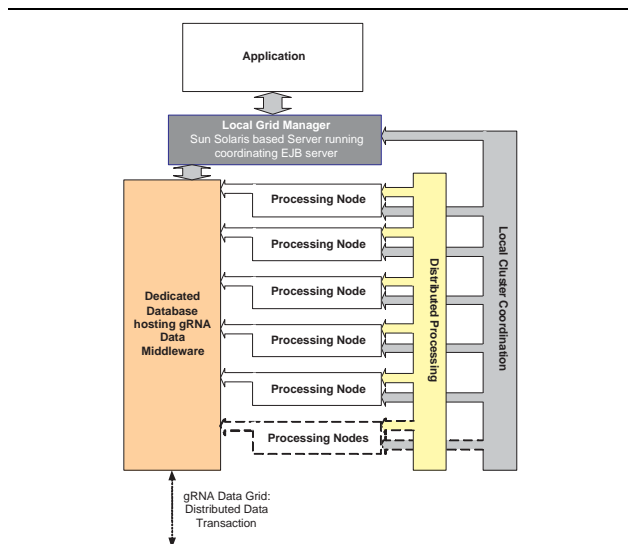 Application
Local Grid Manager
Sun Solaris based Server running
coordinating EJB server
Processing Node
Processing Node
Processing Node
Processing Node
Processing Node
Processing Nodes
Dedicated
Database
hosting gRNA
Data
Middleware
Distributed Processing
Local Cluster Coordination
gRNA Data Grid:
Distributed Data
Transaction